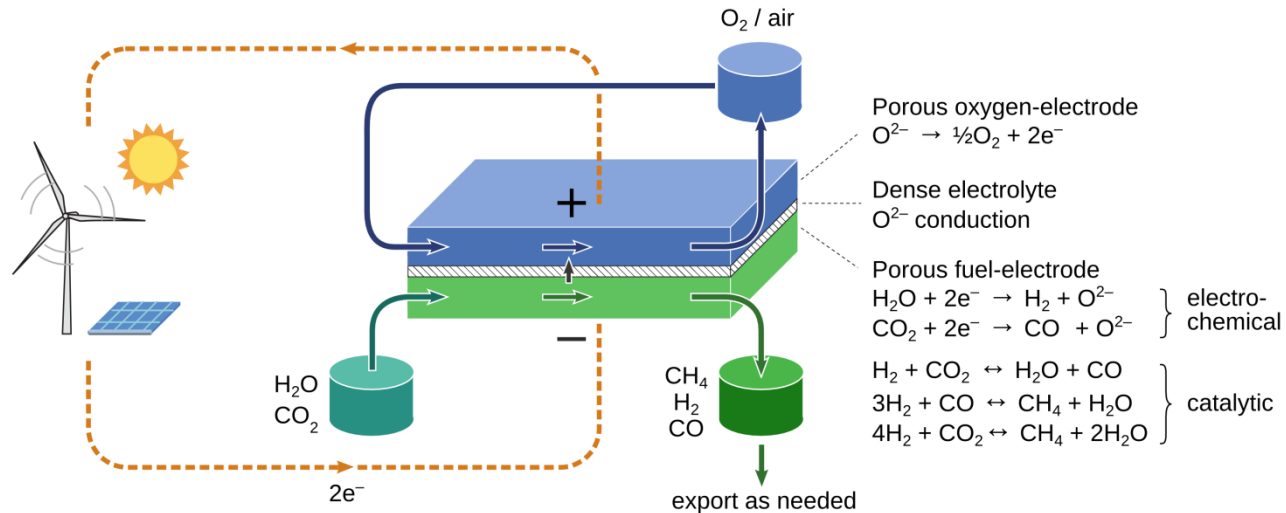 O₂ / air
Porous oxygen-electrode
O²⁻ → ½O₂ + 2e⁻
Dense electrolyte
O²⁻ conduction
Porous fuel-electrode
H₂O + 2e⁻ → H₂ + O²⁻
CO₂ + 2e⁻ → CO + O²⁻
electro-
chemical
H₂ + CO₂ ↔ H₂O + CO
3H₂ + CO ↔ CH₄ + H₂O
4H₂ + CO₂ ↔ CH₄ + 2H₂O
catalytic
+
−
H₂O
CO₂
CH₄
H₂
CO
2e⁻
export as needed